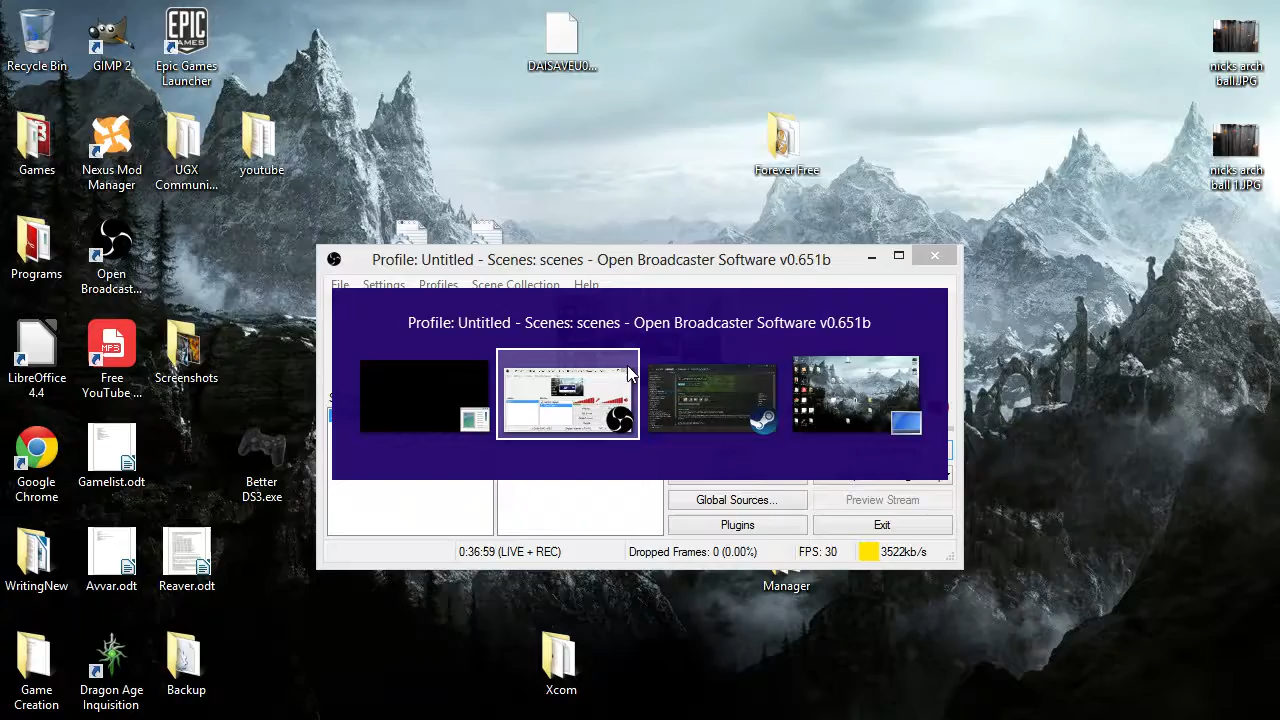 Recycle Bin
GIMP 2
EPIC
GAMES
Epic Games
Launcher
DAISAVEU0...
nicks arch
ball.JPG
Games
Nexus Mod
Manager
UGX
Communi...
youtube
Forever Free
nicks arch
ball 1.JPG
Programs
Open
Broadcast...
Profile: Untitled - Scenes: scenes - Open Broadcaster Software v0.651b
File
Settings
Profiles
Scene Collection
Help
Profile: Untitled - Scenes: scenes - Open Broadcaster Software v0.651b
LibreOffice
4.4
MP3
Free
YouTube ...
Screenshots
Google
Chrome
Gamelist.odt
Better
DS3.exe
Global Sources...
Preview Stream
Plugins
Exit
0:36:59 (LIVE + REC)
Dropped Frames: 0 (0.00%)
FPS: 30
3522kb/s
WritingNew
Avvar.odt
Reaver.odt
Manager
Game
Creation
Dragon Age
Inquisition
Backup
Xcom